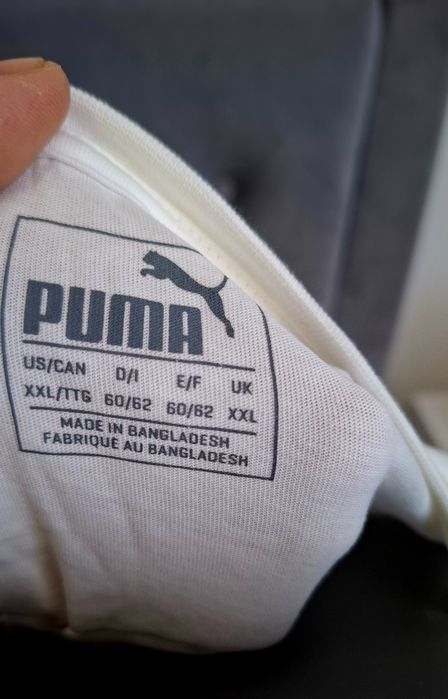 PUMA
US/CAN D/I E/F UK
XXL/TTG 60/62 60/62 XXL
MADE IN BANGLADESH
FABRIQUE AU BANGLADESH